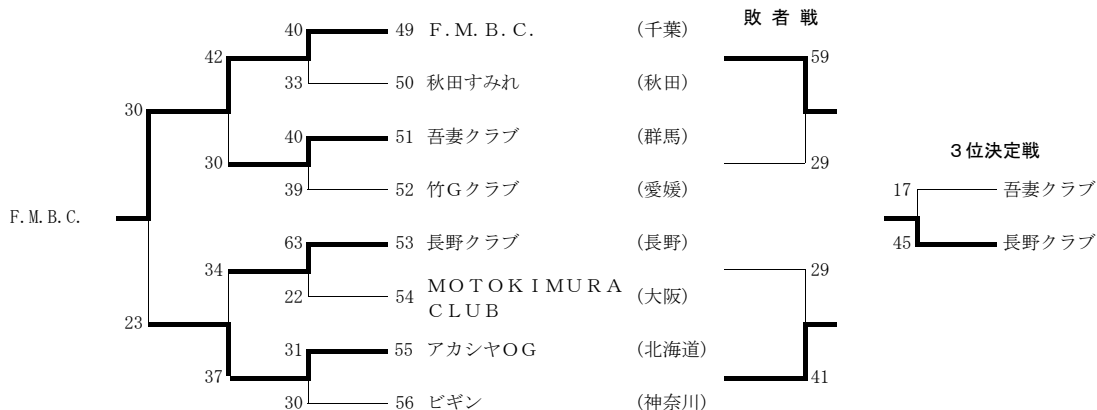 敗 者 戦
40 49 F.M.B.C. (千葉)
42 59
33 50 秋田すみれ (秋田)
30
40 51 吾妻クラブ (群馬)
3位決定戦
30 29
39 52 竹Gクラブ (愛媛) 17 吾妻クラブ
F.M.B.C.
63 53 長野クラブ (長野) 45 長野クラブ
34 29
22 54 MOTOKIMURA (大阪)
CLUB
23
31 55 アカシヤOG (北海道)
37 41
30 56 ビギン (神奈川)